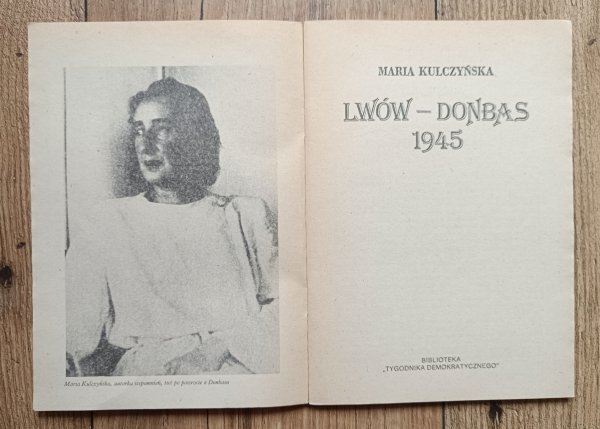 Maria Kulczyńska, autorka wspomnień, tuż po powrocie z Donbasu
MARIA KULCZYŃSKA
LWÓW – DONBAS
1945
BIBLIOTEKA
„TYGODNIKA DEMOKRATYCZNEGO”